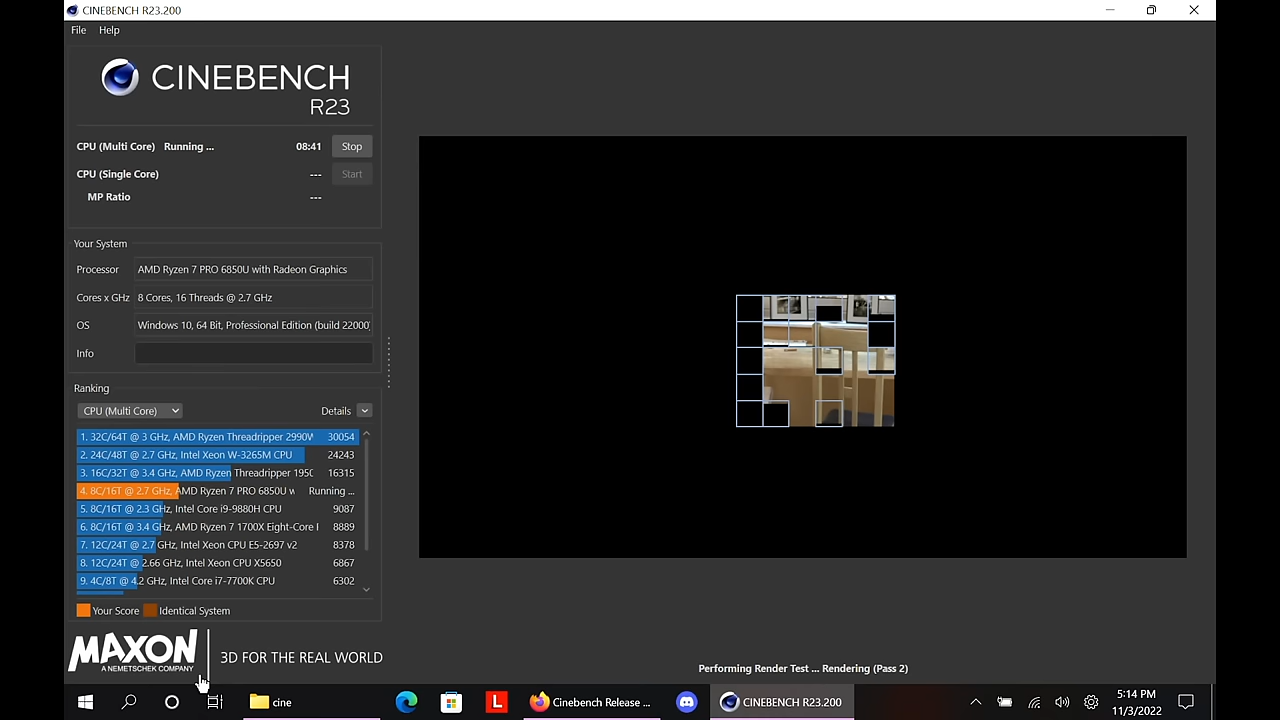 CINEBENCH R23.200
File Help
CINEBENCH
R23
CPU (Multi Core) Running ... 08:41 Stop
CPU (Single Core) --- Start
MP Ratio ---
Your System
Processor AMD Ryzen 7 PRO 6850U with Radeon Graphics
Cores x GHz 8 Cores, 16 Threads @ 2.7 GHz
OS Windows 10, 64 Bit, Professional Edition (build 22000)
Info
Ranking
CPU (Multi Core) Details
1. 32C/64T @ 3 GHz, AMD Ryzen Threadripper 2990W 30054
2. 24C/48T @ 2.7 GHz, Intel Xeon W-3265M CPU 24243
3. 16C/32T @ 3.4 GHz, AMD Ryzen Threadripper 1950 16315
4. 8C/16T @ 2.7 GHz, AMD Ryzen 7 PRO 6850U w Running ...
5. 8C/16T @ 2.3 GHz, Intel Core i9-9880H CPU 9087
6. 8C/16T @ 3.4 GHz, AMD Ryzen 7 1700X Eight-Core 8889
7. 12C/24T @ 2.7 GHz, Intel Xeon CPU E5-2697 v2 8378
8. 12C/24T @ 2.66 GHz, Intel Xeon CPU X5650 6867
9. 4C/8T @ 4.2 GHz, Intel Core i7-7700K CPU 6302
Your Score Identical System
MAXON
A NEMETSCHEK COMPANY
3D FOR THE REAL WORLD
Performing Render Test ... Rendering (Pass 2)
cine L Cinebench Release ... CINEBENCH R23.200
5:14 PM
11/3/2022